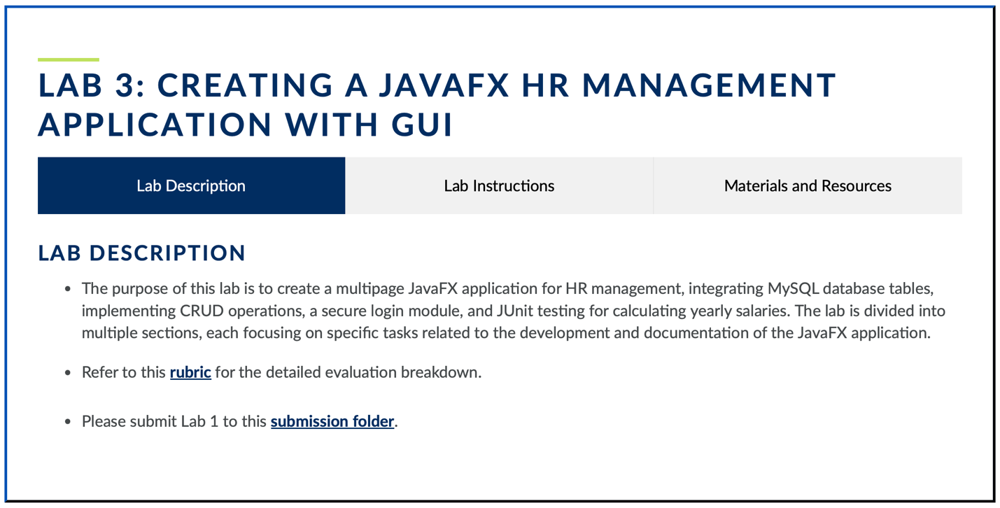 LAB 3: CREATING A JAVAFX HR MANAGEMENT
APPLICATION WITH GUI
Lab Description
Lab Instructions
Materials and Resources
LAB DESCRIPTION
• The purpose of this lab is to create a multipage JavaFX application for HR management, integrating MySQL database tables,
implementing CRUD operations, a secure login module, and JUnit testing for calculating yearly salaries. The lab is divided into
multiple sections, each focusing on specific tasks related to the development and documentation of the JavaFX application.
• Refer to this rubric for the detailed evaluation breakdown.
• Please submit Lab 1 to this submission folder.